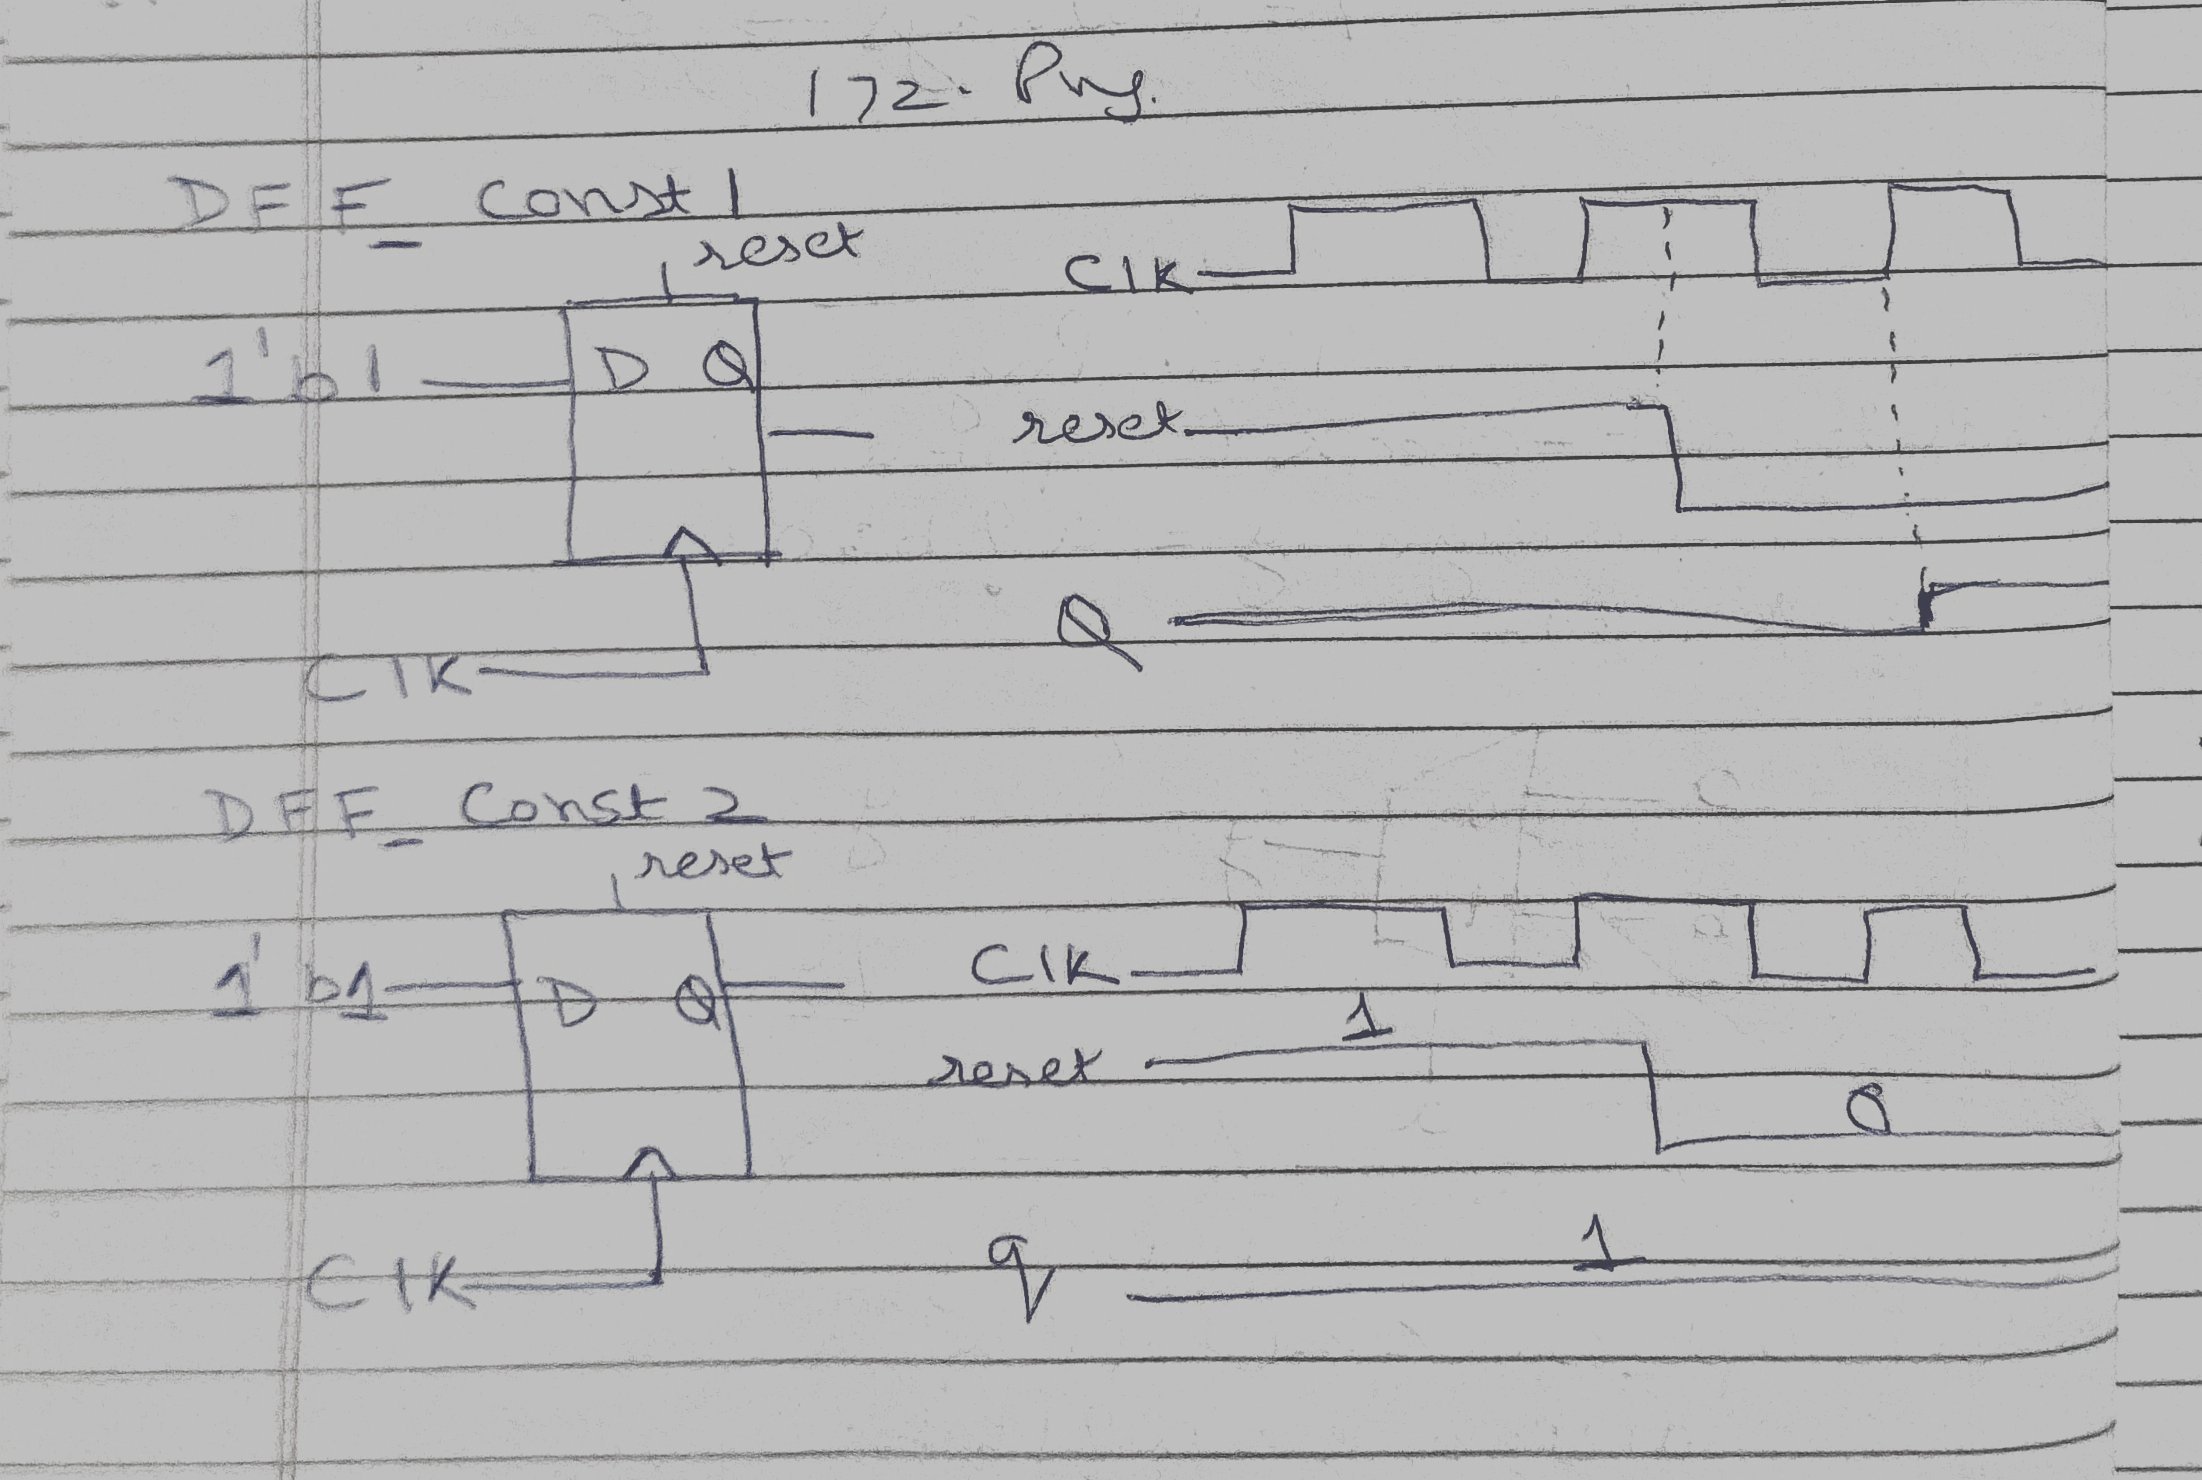 172. Png.
DFF_ Const 1
reset
1'b1
D Q
Clk
Clk
reset
Q
DFF_ Const 2
reset
1'b1
D Q
Clk
Clk
reset
1
0
q
1